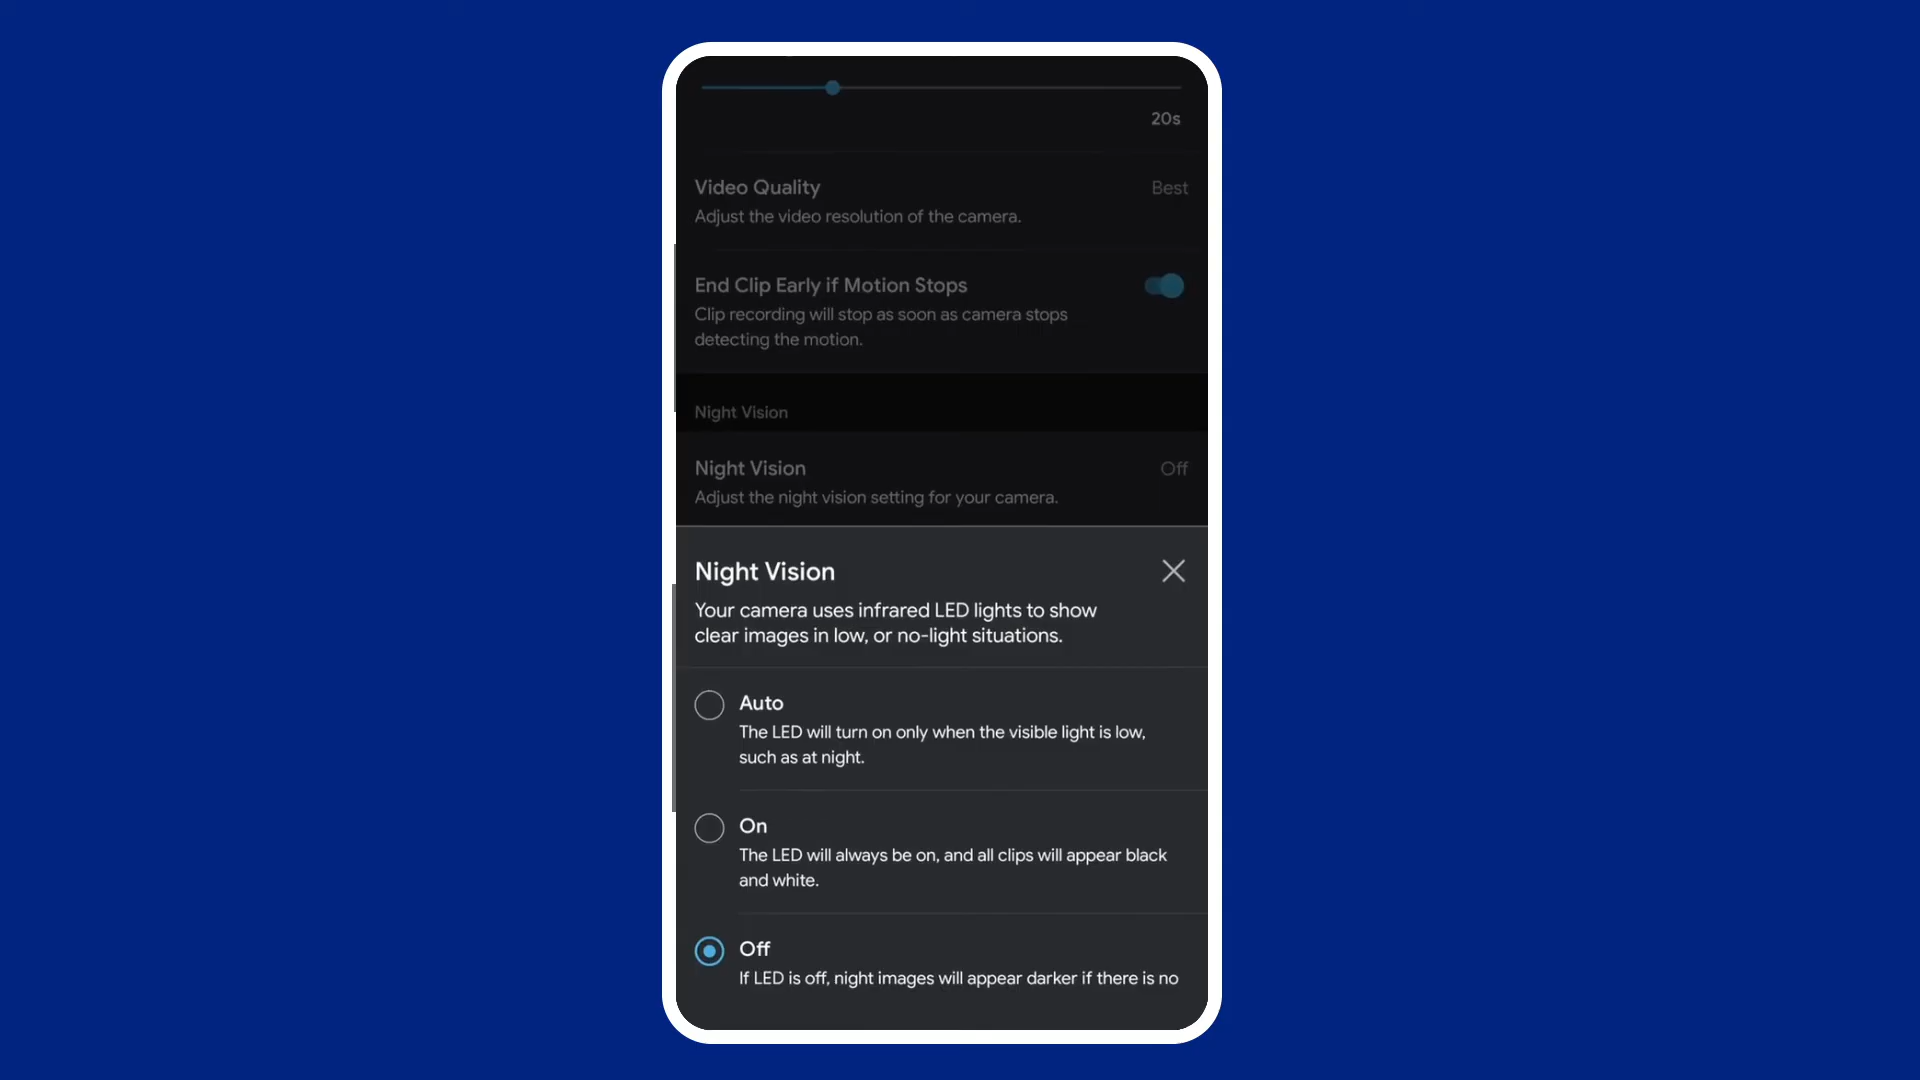 20s
Video Quality
Best
Adjust the video resolution of the camera.
End Clip Early if Motion Stops
Clip recording will stop as soon as camera stops
detecting the motion.
Night Vision
Night Vision
Off
Adjust the night vision setting for your camera.
Night Vision
Your camera uses infrared LED lights to show
clear images in low, or no-light situations.
Auto
The LED will turn on only when the visible light is low,
such as at night.
On
The LED will always be on, and all clips will appear black
and white.
Off
If LED is off, night images will appear darker if there is no